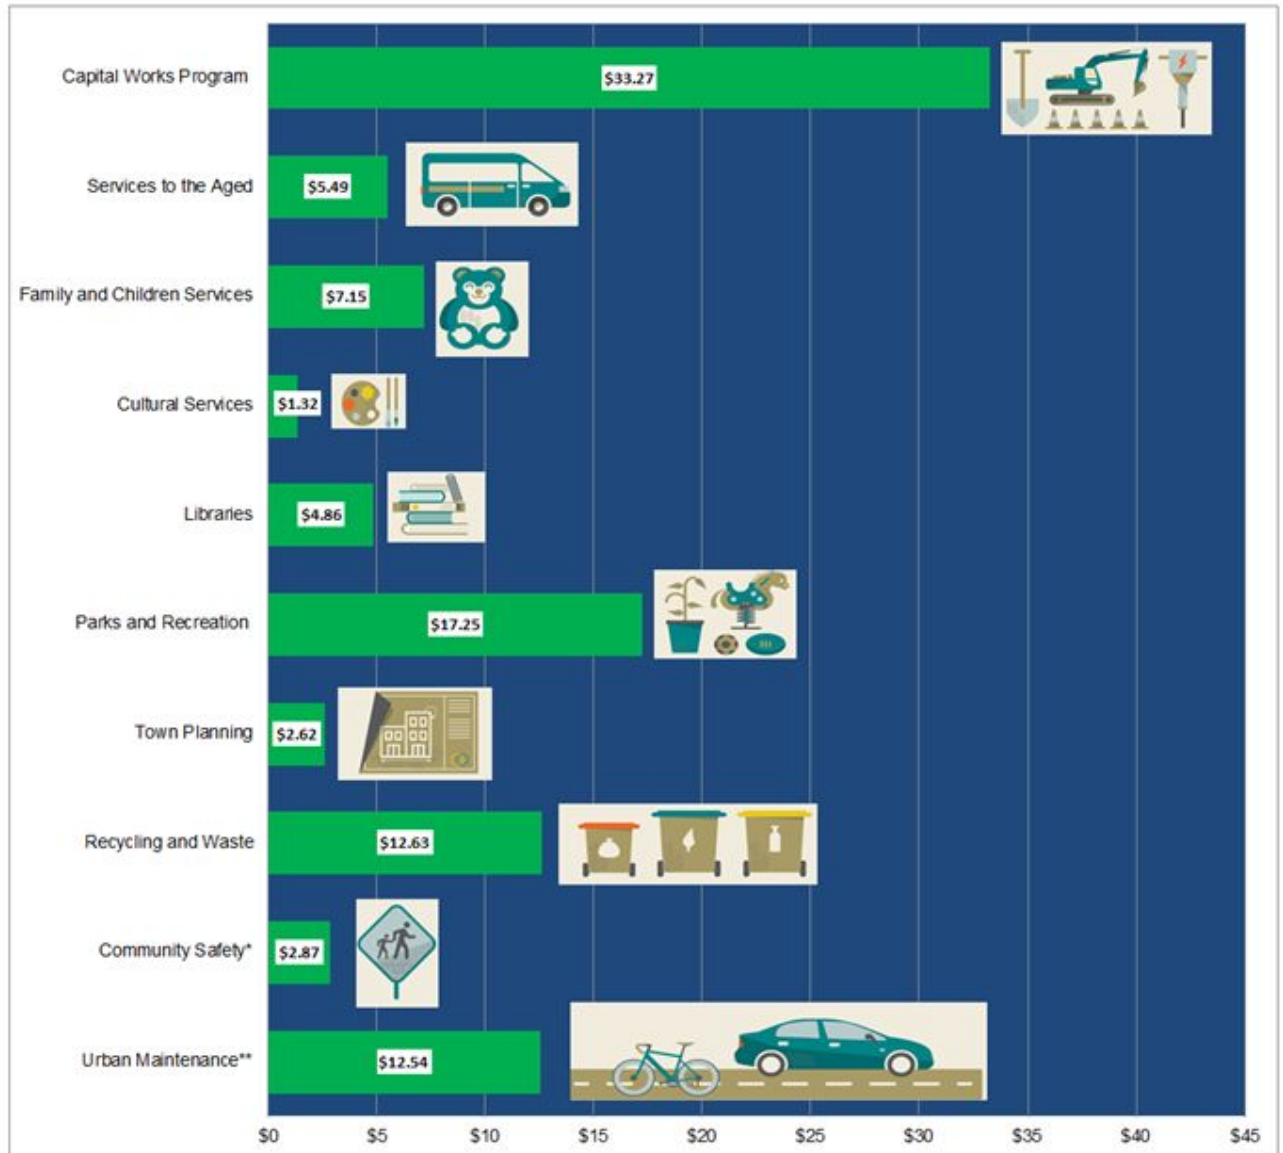 Capital Works Program
$33.27
Services to the Aged
$5.49
Family and Children Services
$7.15
Cultural Services
$1.32
Libraries
$4.86
Parks and Recreation
$17.25
Town Planning
$2.62
Recycling and Waste
$12.63
Community Safety*
$2.87
Urban Maintenance**
$12.54
$0 $5 $10 $15 $20 $25 $30 $35 $40 $45